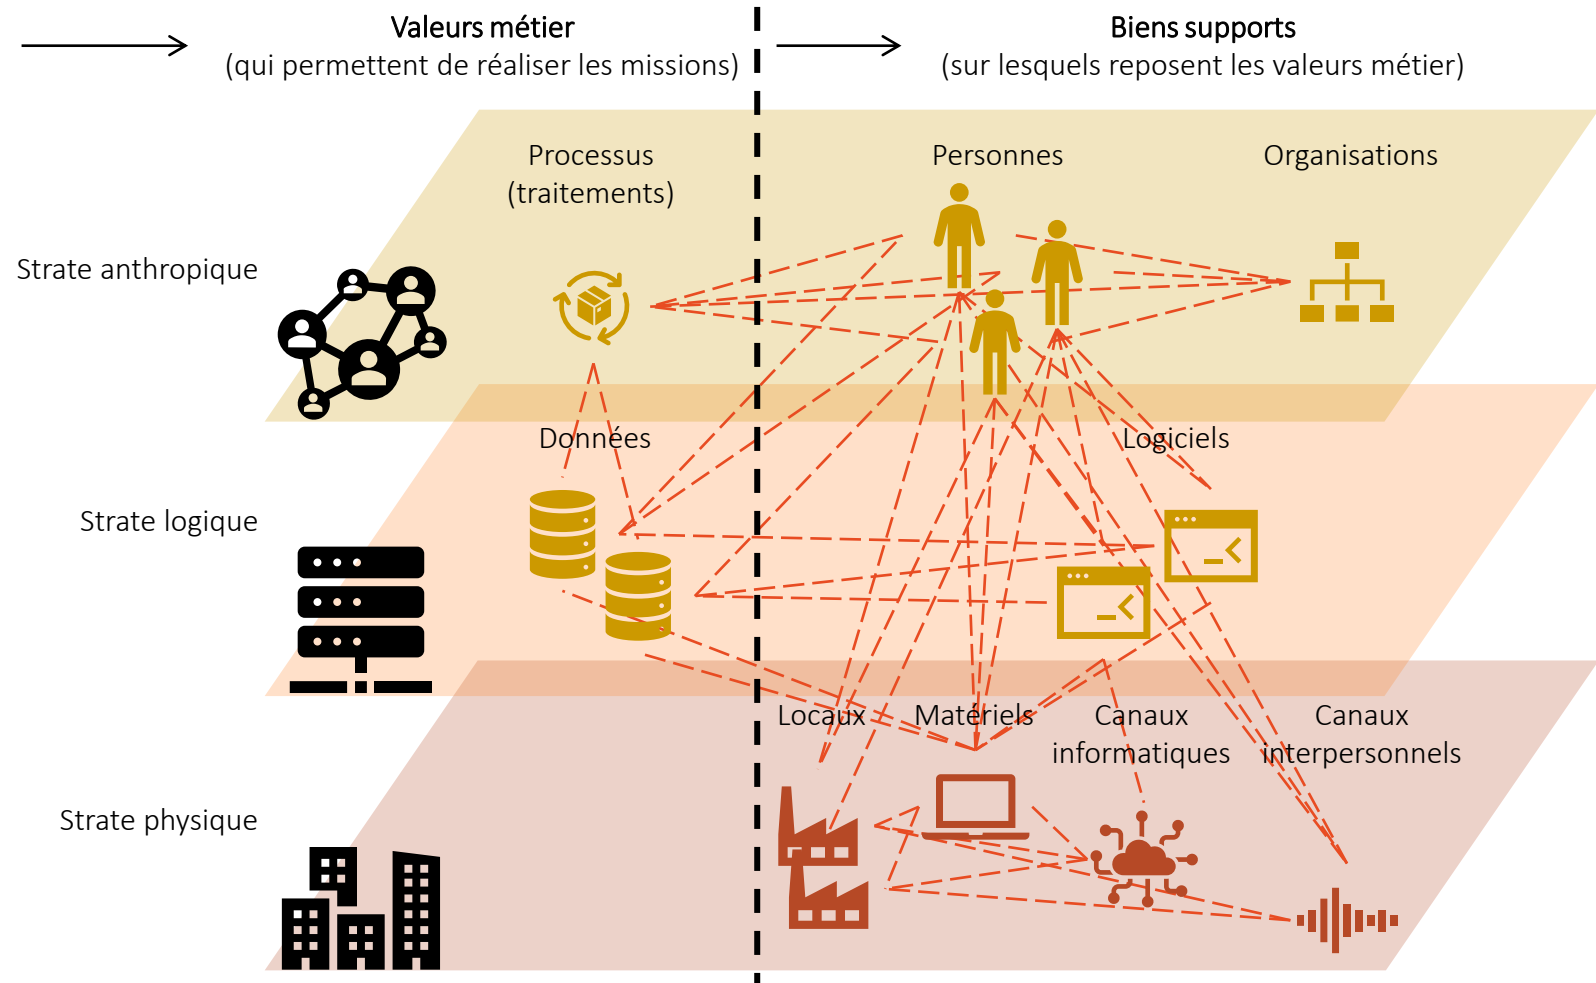 Valeurs métier
(qui permettent de réaliser les missions)
Biens supports
(sur lesquels reposent les valeurs métier)
Processus
(traitements)
Personnes
Organisations
Strate anthropique
Données
Logiciels
Strate logique
Locaux
Matériels
Canaux
informatiques
Canaux
interpersonnels
Strate physique